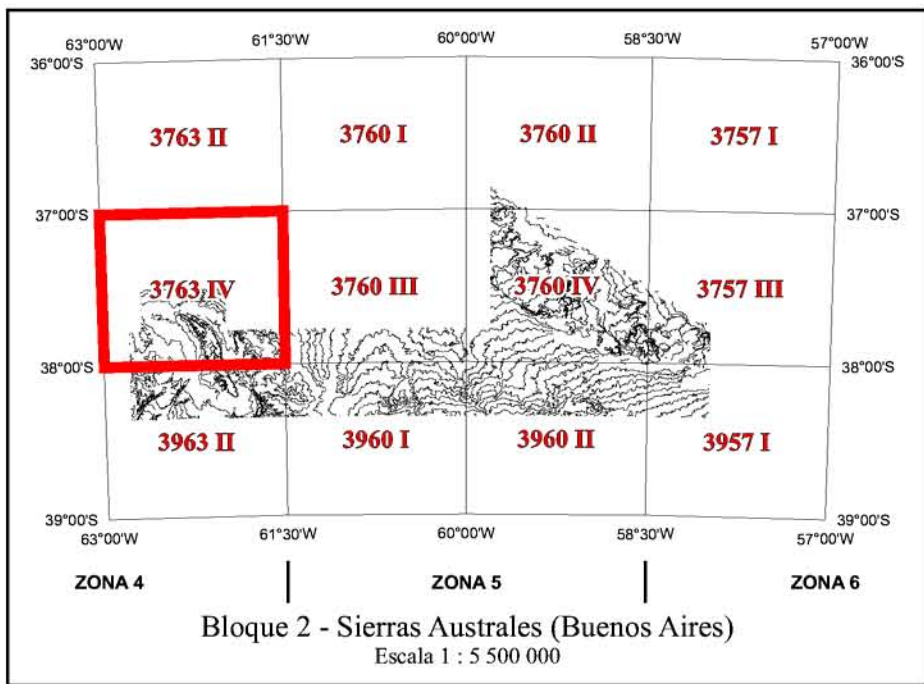 63°00'W 61°30'W 60°00'W 58°30'W 57°00'W
36°00'S 36°00'S
3763 II 3760 I 3760 II 3757 I
37°00'S 37°00'S
3763 IV 3760 III 3760 IV 3757 III
38°00'S 38°00'S
3963 II 3960 I 3960 II 3957 I
39°00'S 39°00'S
63°00'W 61°30'W 60°00'W 58°30'W 57°00'W
ZONA 4 ZONA 5 ZONA 6
Bloque 2 - Sierras Australes (Buenos Aires)
Escala 1 : 5 500 000